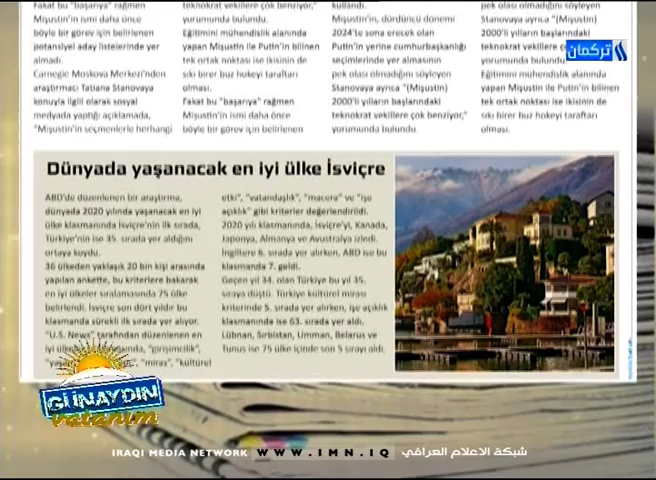 Fakat bu "başarıya" rağmen
Mişustin'in ismi daha önce
böyle bir görev için belirlenen
potansiyel aday listelerinde yer
almadı.
Carnegie Moskova Merkezi'nden
araştırmacı Tatiana Stanovaya
konuyla ilgili olarak sosyal
medyada yaptığı açıklamada,
"Mişustin'in seçmenlerle herhangi
teknokrat vekillere çok benziyor,"
yorumunda bulundu.
Eğitimini mühendislik alanında
yapan Mişustin ile Putin'in bilinen
tek ortak noktası ise ikisinin de
sıkı birer buz hokeyi taraftarı
olması.
Fakat bu "başarıya" rağmen
Mişustin'in ismi daha önce
böyle bir görev için belirlenen
kullandı.
Mişustin'in, dördüncü dönemi
2024'te sona erecek olan
Putin'in yerine cumhurbaşkanlığı
seçimlerinde yer almasının
pek olası olmadığını söyleyen
Stanovaya ayrıca "(Mişustin)
2000'li yılların başlarındaki
teknokrat vekillere çok benziyor,"
yorumunda bulundu.
pek olası olmadığını söyleyen
Stanovaya ayrıca "(Mişustin)
2000'li yılların başlarındaki
teknokrat vekillere ç
yorumunda bulundu.
Eğitimini mühendislik alanında
yapan Mişustin ile Putin'in bilinen
tek ortak noktası ise ikisinin de
sıkı birer buz hokeyi taraftarı
olması.
تركمان
Dünyada yaşanacak en iyi ülke İsviçre
ABD'de düzenlenen bir araştırma,
dünyada 2020 yılında yaşanacak en iyi
ülke klasmanında İsviçre'nin ilk sırada,
Türkiye'nin ise 35. sırada yer aldığını
ortaya koydu.
36 ülkeden yaklaşık 20 bin kişi arasında
yapılan ankette, bu kriterlere bakarak
en iyi ülkeler sıralamasında 75 ülke
belirlendi. İsviçre son dört yıldır bu
klasmanda sürekli ilk sırada yer alıyor.
"U.S. News" tarafından düzenlenen
en iyi "girişimcilik",
"miras", "kültürel
etki", "vatandaşlık", "macera" ve "işe
açıklık" gibi kriterler değerlendirildi.
2020 yılı klasmanında, İsviçre'yi, Kanada,
Japonya, Almanya ve Avustralya izledi.
İngiltere 6. sırada yer alırken, ABD ise bu
klasmanda 7. geldi.
Geçen yıl 34. olan Türkiye bu yıl 35.
sıraya düştü. Türkiye kültürel mirası
kriterinde 5. sırada yer alırken, işe açıklık
klasmanında ise 63. sırada yer aldı.
Lübnan, Sırbistan, Umman, Belarus ve
Tunus ise 75 ülke içinde son 5 sırayı aldı.
GÜNAYDIN
vatanım
IRAQI MEDIA NETWORK WWW.IMN.IQ شبكة الاعلام العراقي